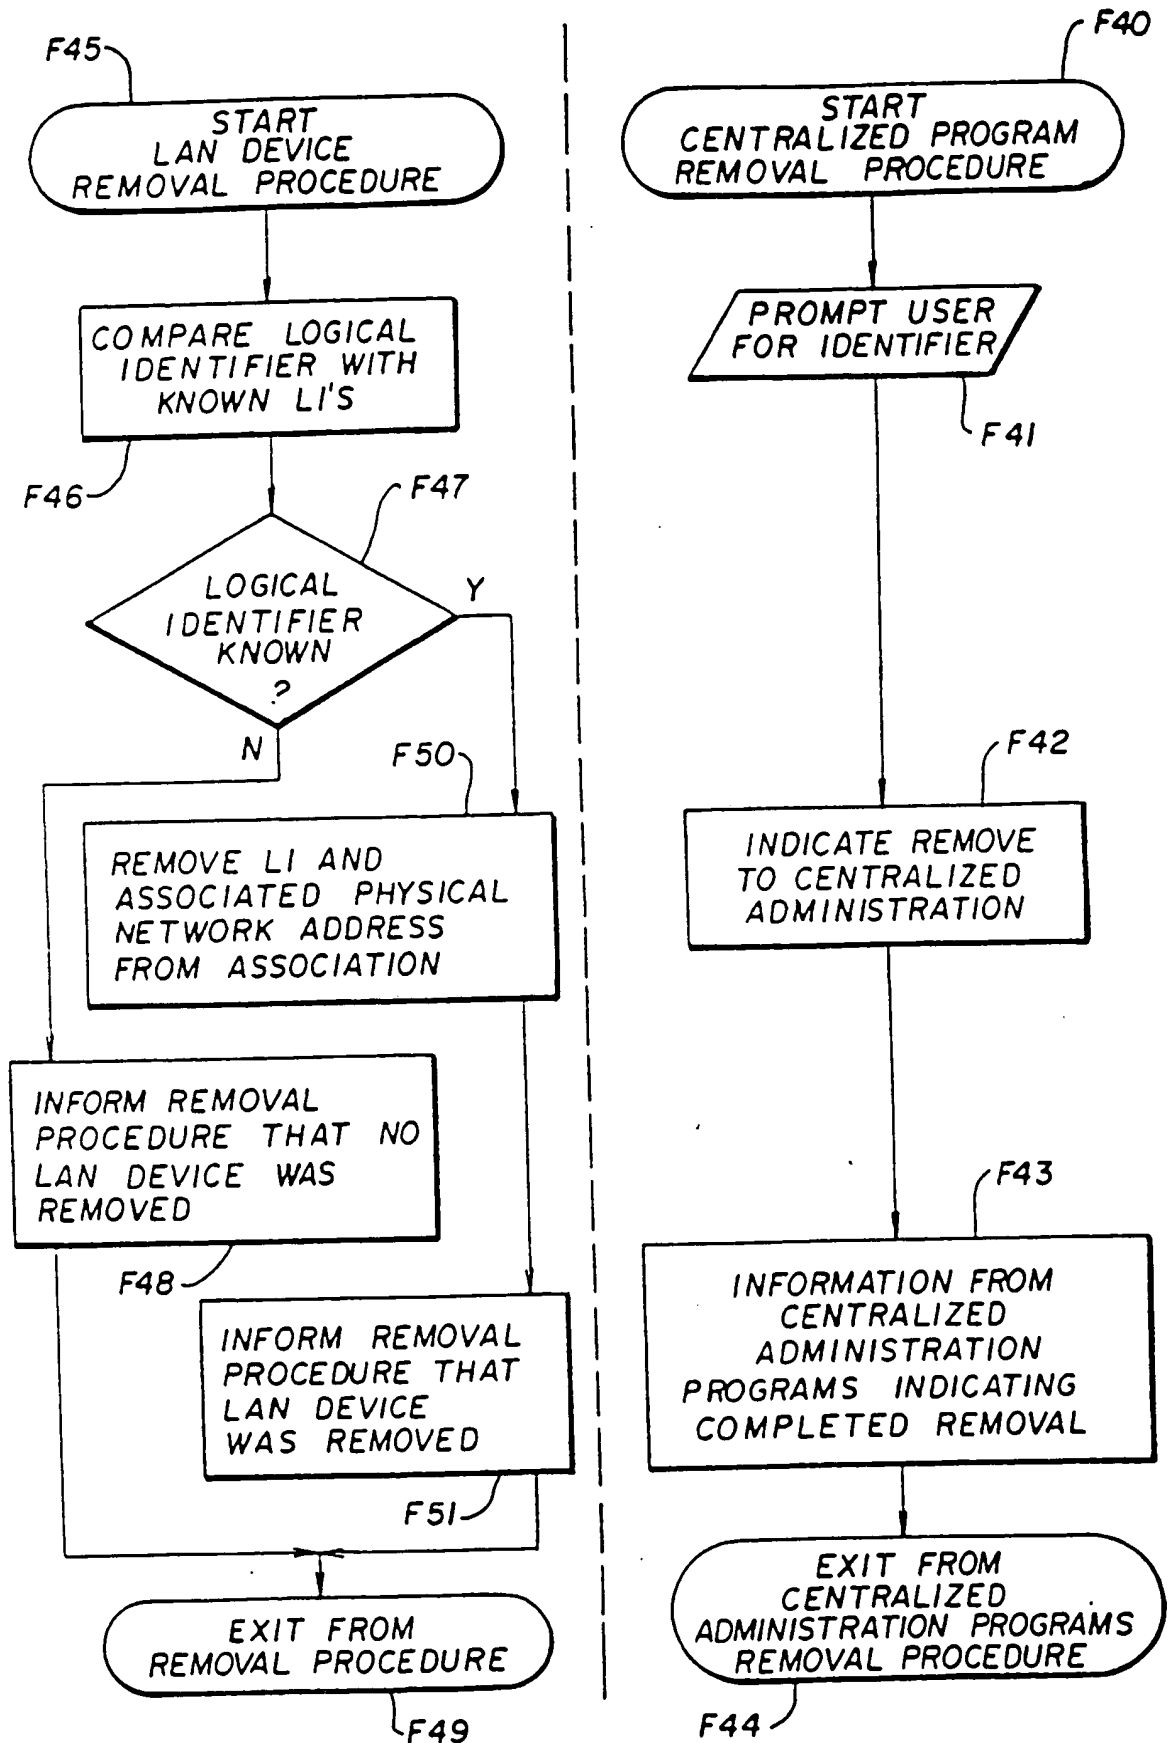 F45
START
LAN DEVICE
REMOVAL PROCEDURE
COMPARE LOGICAL
IDENTIFIER WITH
KNOWN LI'S
F46
F47
LOGICAL
IDENTIFIER
KNOWN
?
Y
N
F50
REMOVE LI AND
ASSOCIATED PHYSICAL
NETWORK ADDRESS
FROM ASSOCIATION
INFORM REMOVAL
PROCEDURE THAT NO
LAN DEVICE WAS
REMOVED
F48
INFORM REMOVAL
PROCEDURE THAT
LAN DEVICE
WAS REMOVED
F51
EXIT FROM
REMOVAL PROCEDURE
F49
F40
START
CENTRALIZED PROGRAM
REMOVAL PROCEDURE
PROMPT USER
FOR IDENTIFIER
F41
F42
INDICATE REMOVE
TO CENTRALIZED
ADMINISTRATION
F43
INFORMATION FROM
CENTRALIZED
ADMINISTRATION
PROGRAMS INDICATING
COMPLETED REMOVAL
EXIT FROM
CENTRALIZED
ADMINISTRATION PROGRAMS
REMOVAL PROCEDURE
F44